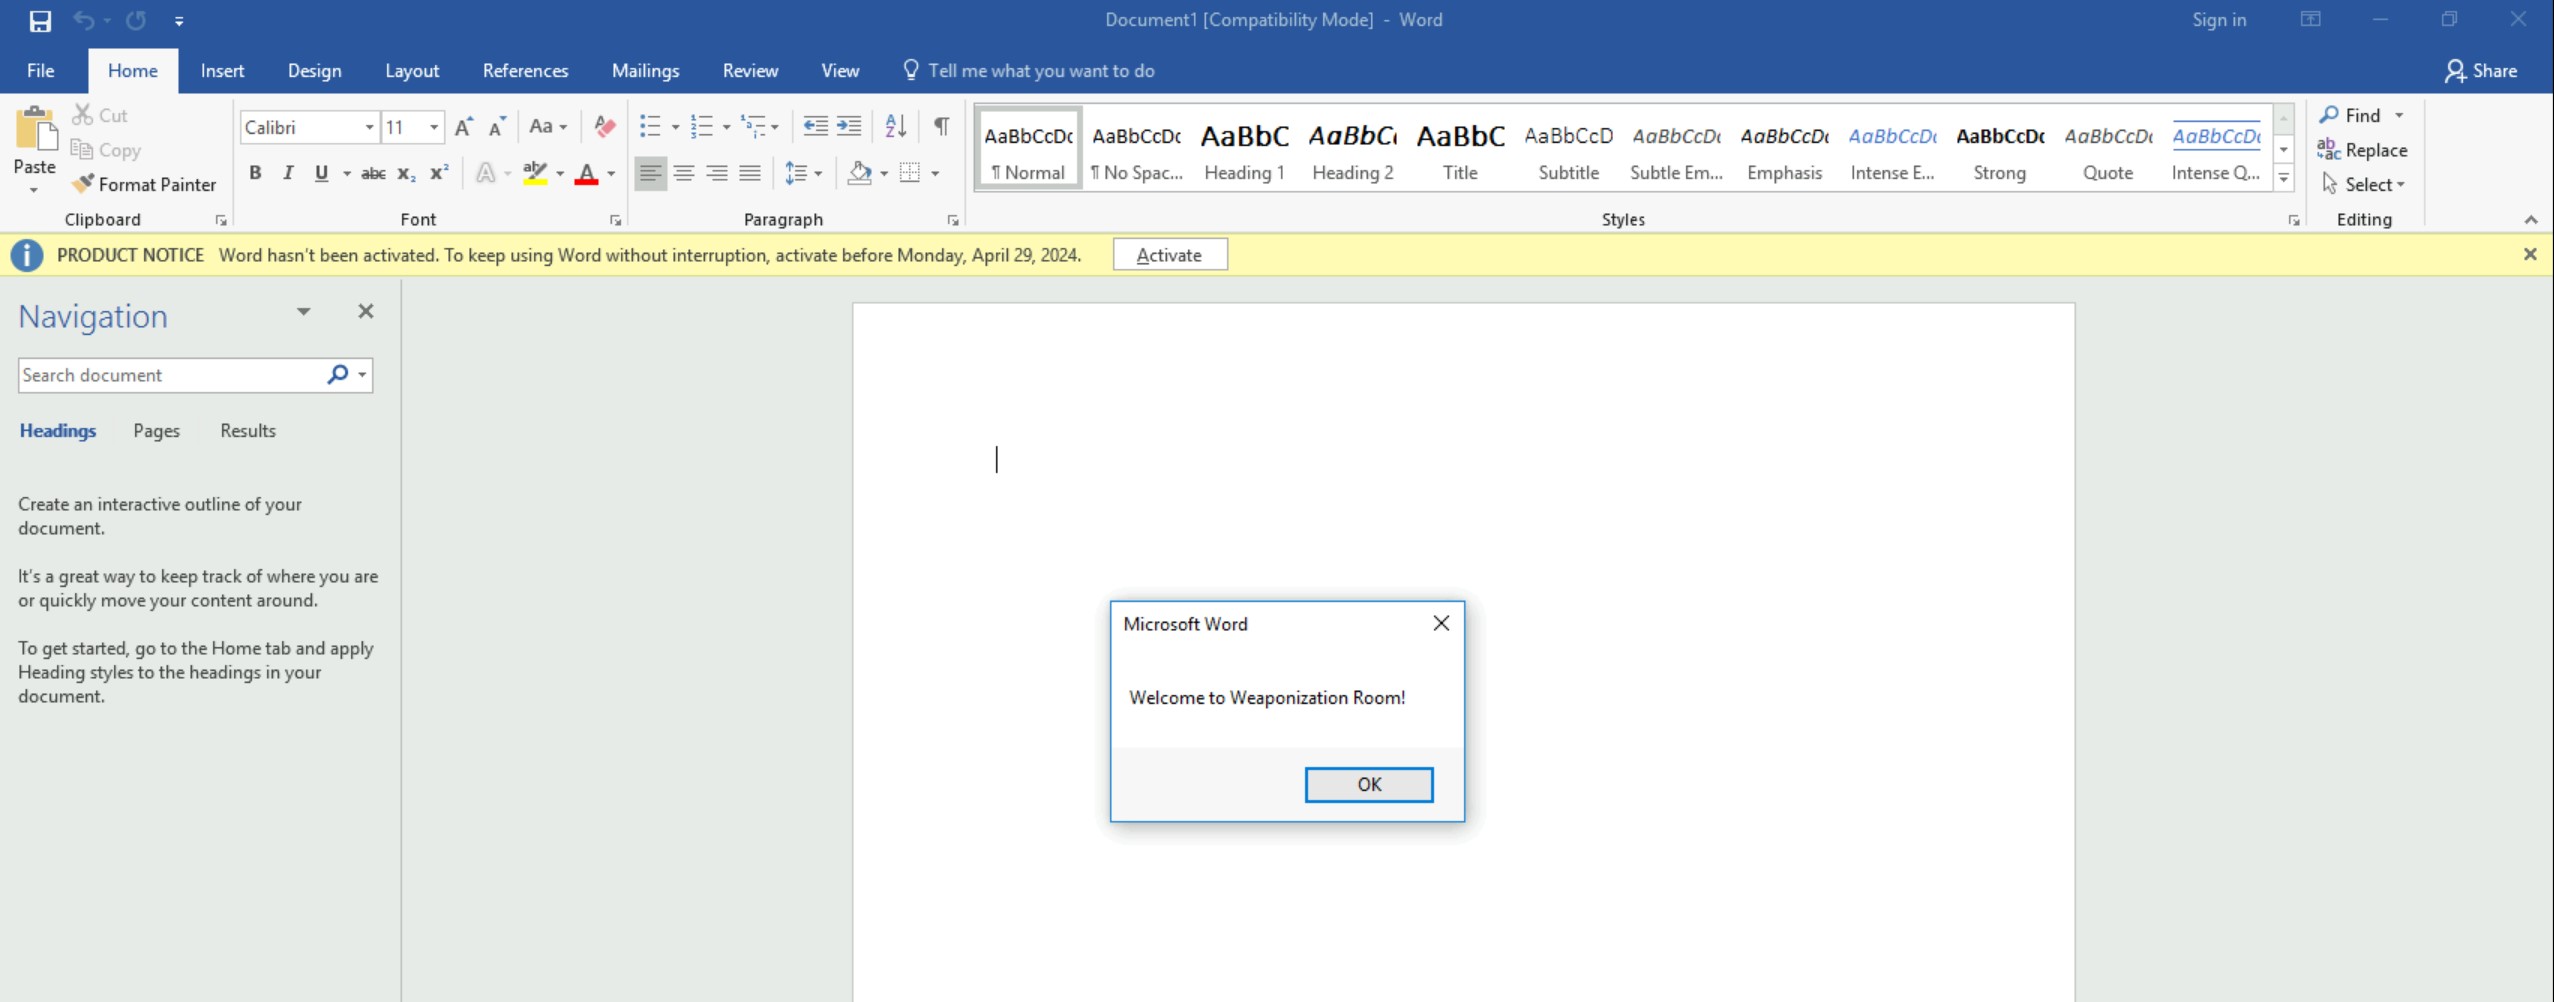 Document1 [Compatibility Mode] - Word
Sign in
File Home Insert Design Layout References Mailings Review View Tell me what you want to do Share
Paste
Cut
Copy
Format Painter
Clipboard
Calibri 11
Aa
B I U abc x₂ x² A aby A
Font
A
Z
¶
Paragraph
AaBbCcDc AaBbCcDc AaBbC AaBbC AaBbC AaBbCcD AaBbCcDc AaBbCcDc AaBbCcDc AaBbCcDc AaBbCcDc AaBbCcDc
¶ Normal ¶ No Spac... Heading 1 Heading 2 Title Subtitle Subtle Em... Emphasis Intense E... Strong Quote Intense Q...
Styles
Find
Replace
Select
Editing
PRODUCT NOTICE Word hasn't been activated. To keep using Word without interruption, activate before Monday, April 29, 2024. Activate
Navigation
Search document
Headings Pages Results
Create an interactive outline of your
document.
It's a great way to keep track of where you are
or quickly move your content around.
To get started, go to the Home tab and apply
Heading styles to the headings in your
document.
Microsoft Word
Welcome to Weaponization Room!
OK